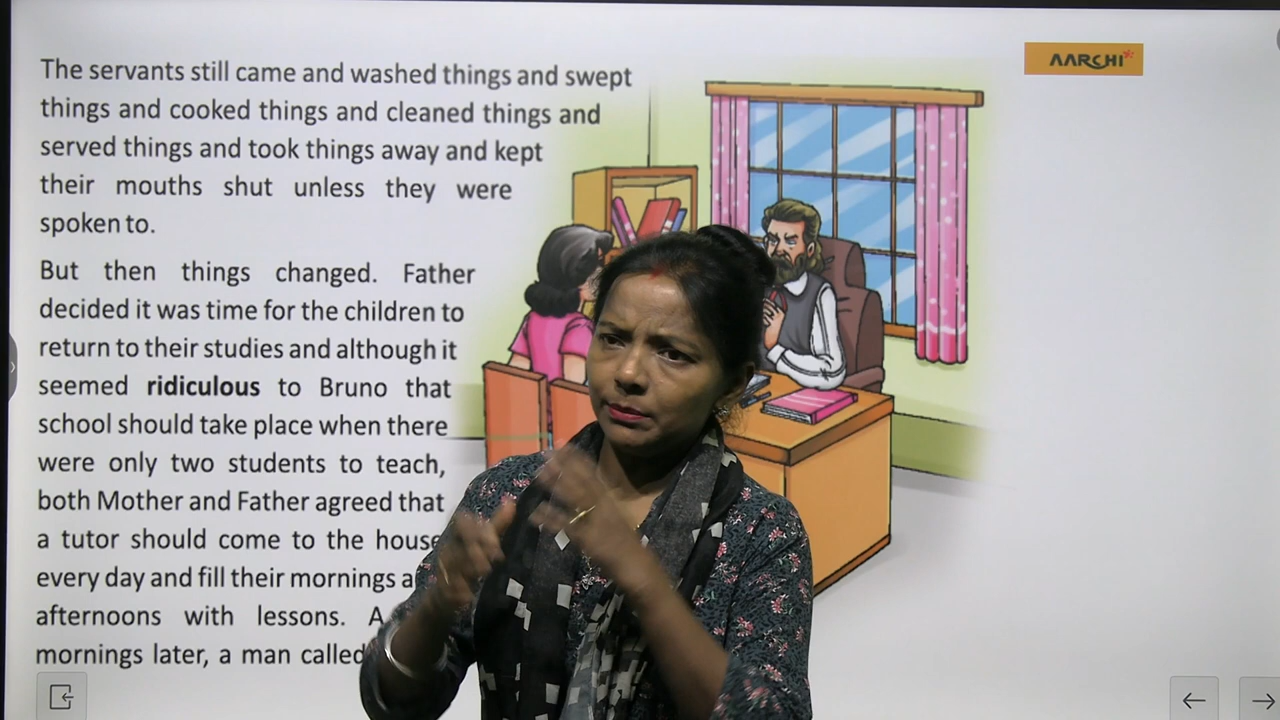 AARCHI
The servants still came and washed things and swept
things and cooked things and cleaned things and
served things and took things away and kept
their mouths shut unless they were
spoken to.
But then things changed. Father
decided it was time for the children to
return to their studies and although it
seemed ridiculous to Bruno that
school should take place when there
were only two students to teach,
both Mother and Father agreed that
a tutor should come to the house
every day and fill their mornings
afternoons with lessons. A
mornings later, a man called